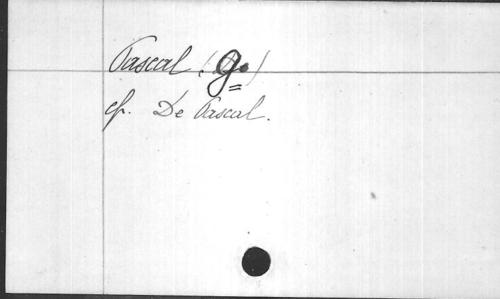 Pascal (G.)
cf. De Pascal.